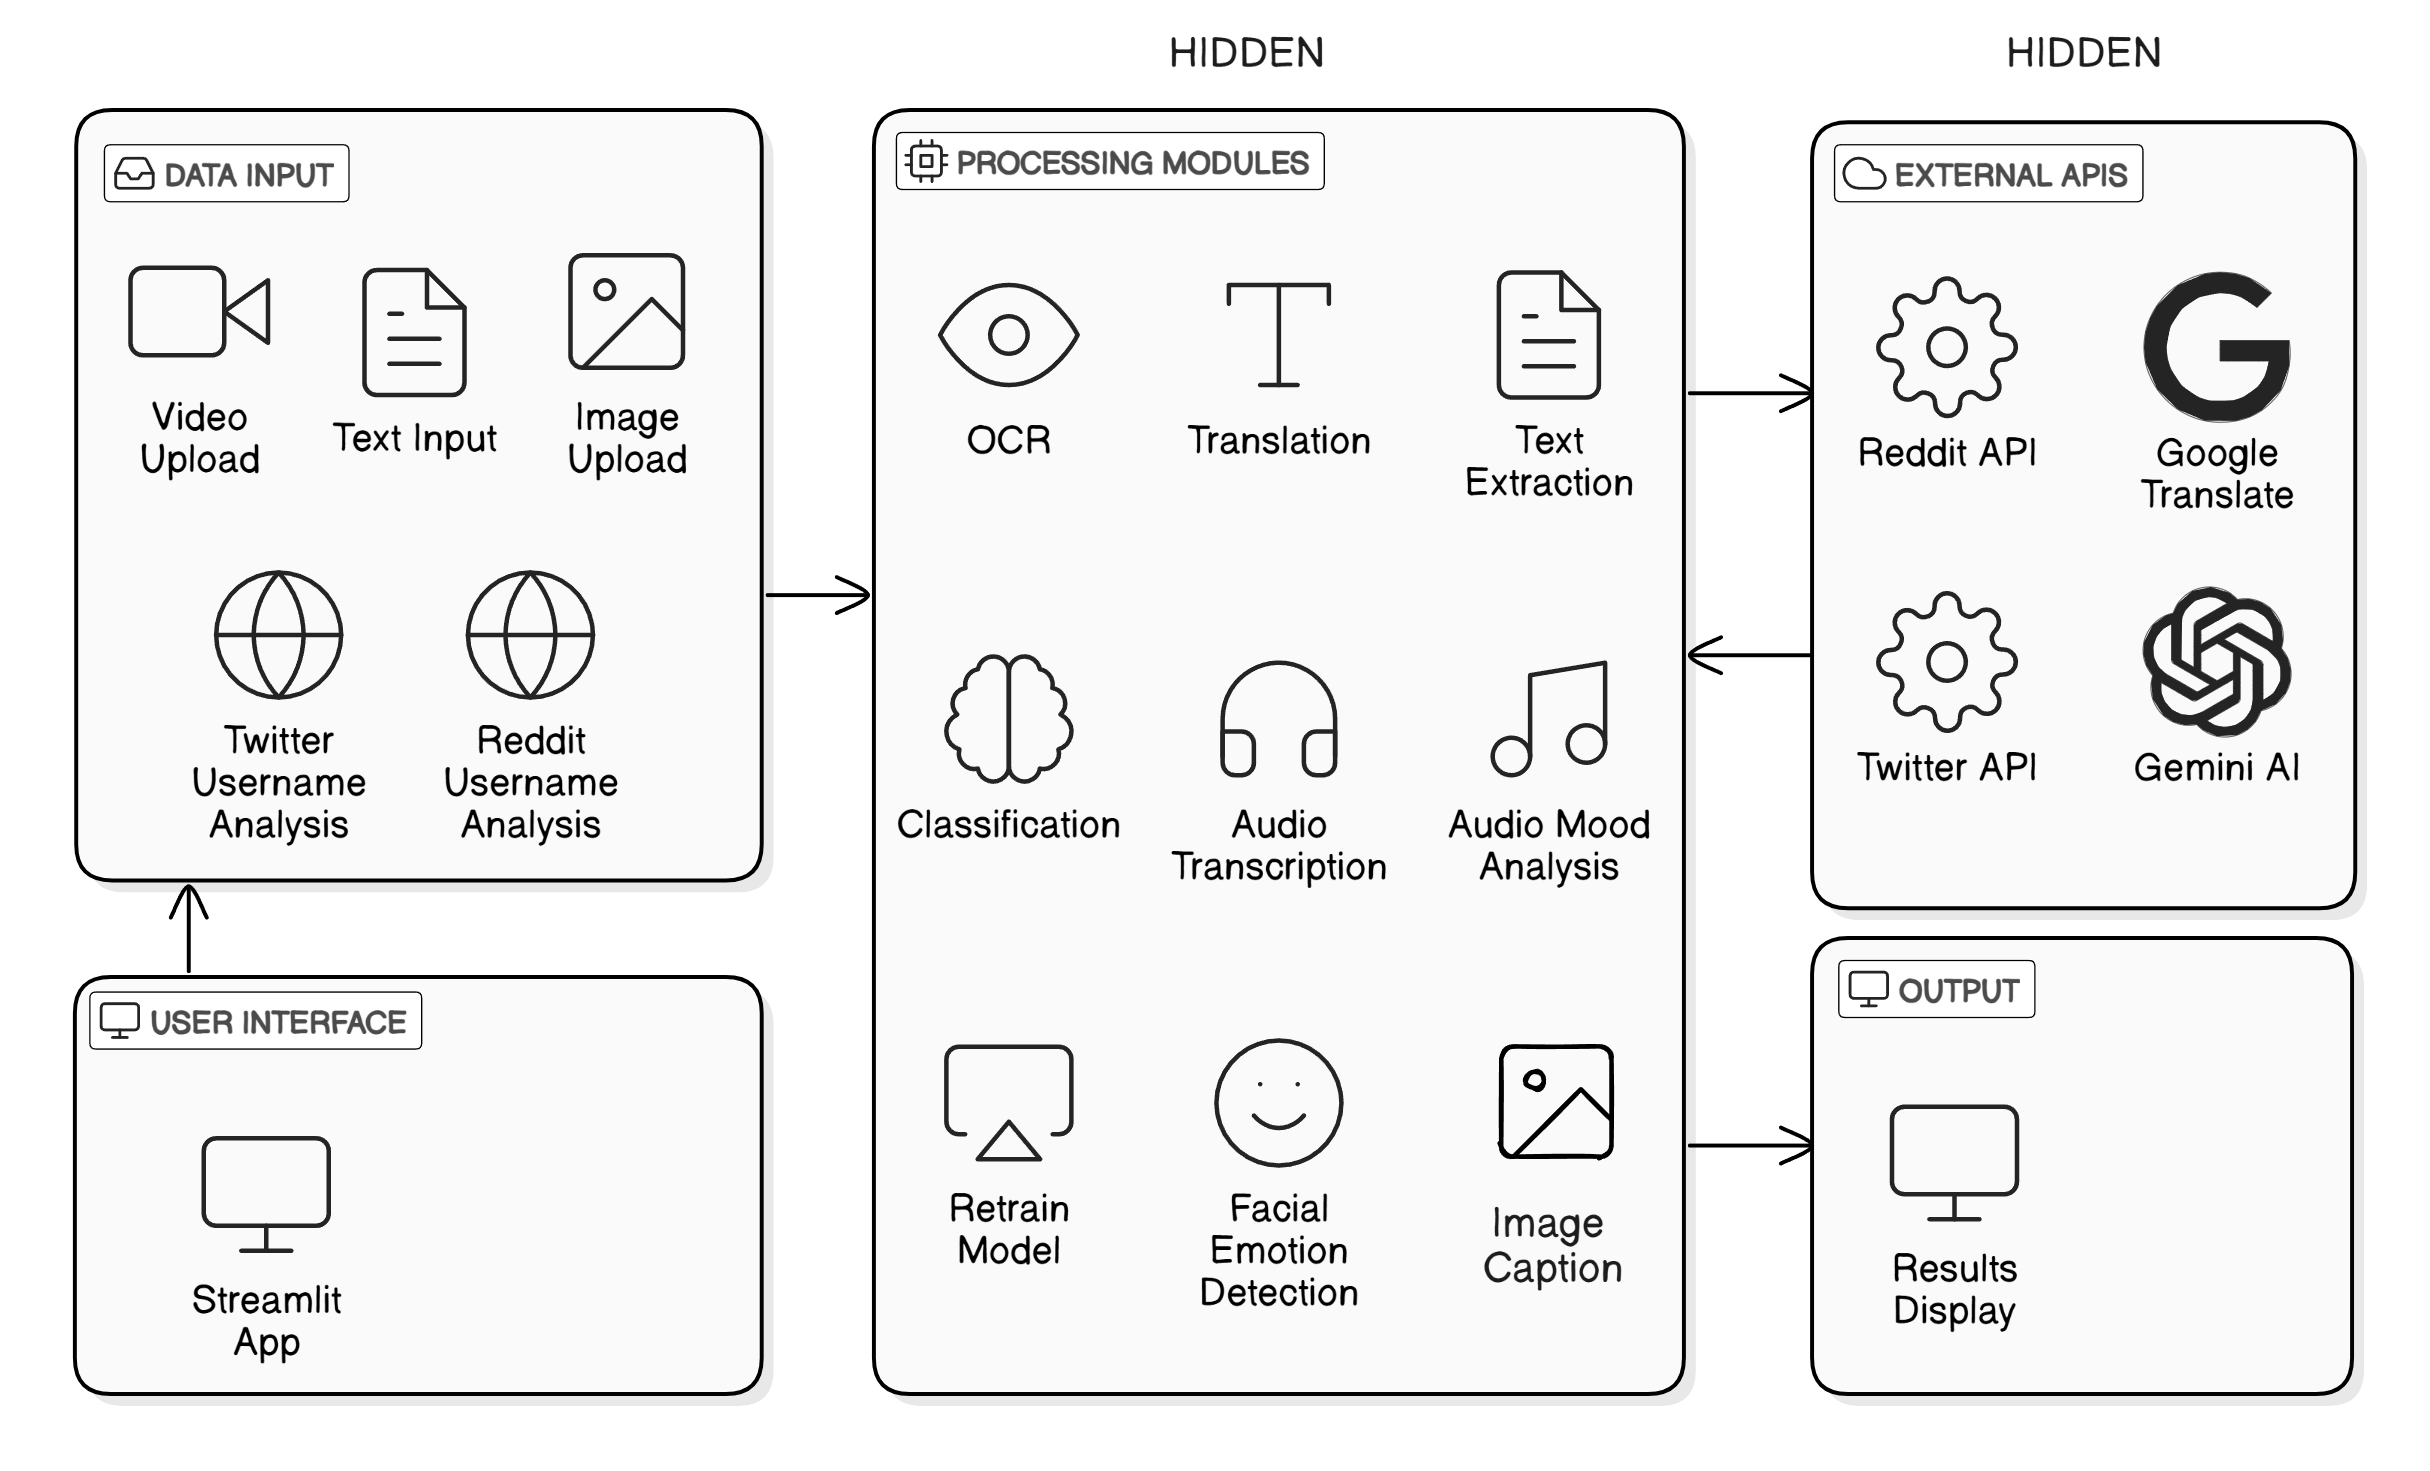 HIDDEN
HIDDEN
DATA INPUT
Video
Upload
Text Input
Image
Upload
Twitter
Username
Analysis
Reddit
Username
Analysis
USER INTERFACE
Streamlit
App
PROCESSING MODULES
OCR
Translation
Text
Extraction
Classification
Audio
Transcription
Audio Mood
Analysis
Retrain
Model
Facial
Emotion
Detection
Image
Caption
EXTERNAL APIS
Reddit API
Google
Translate
Twitter API
Gemini AI
OUTPUT
Results
Display